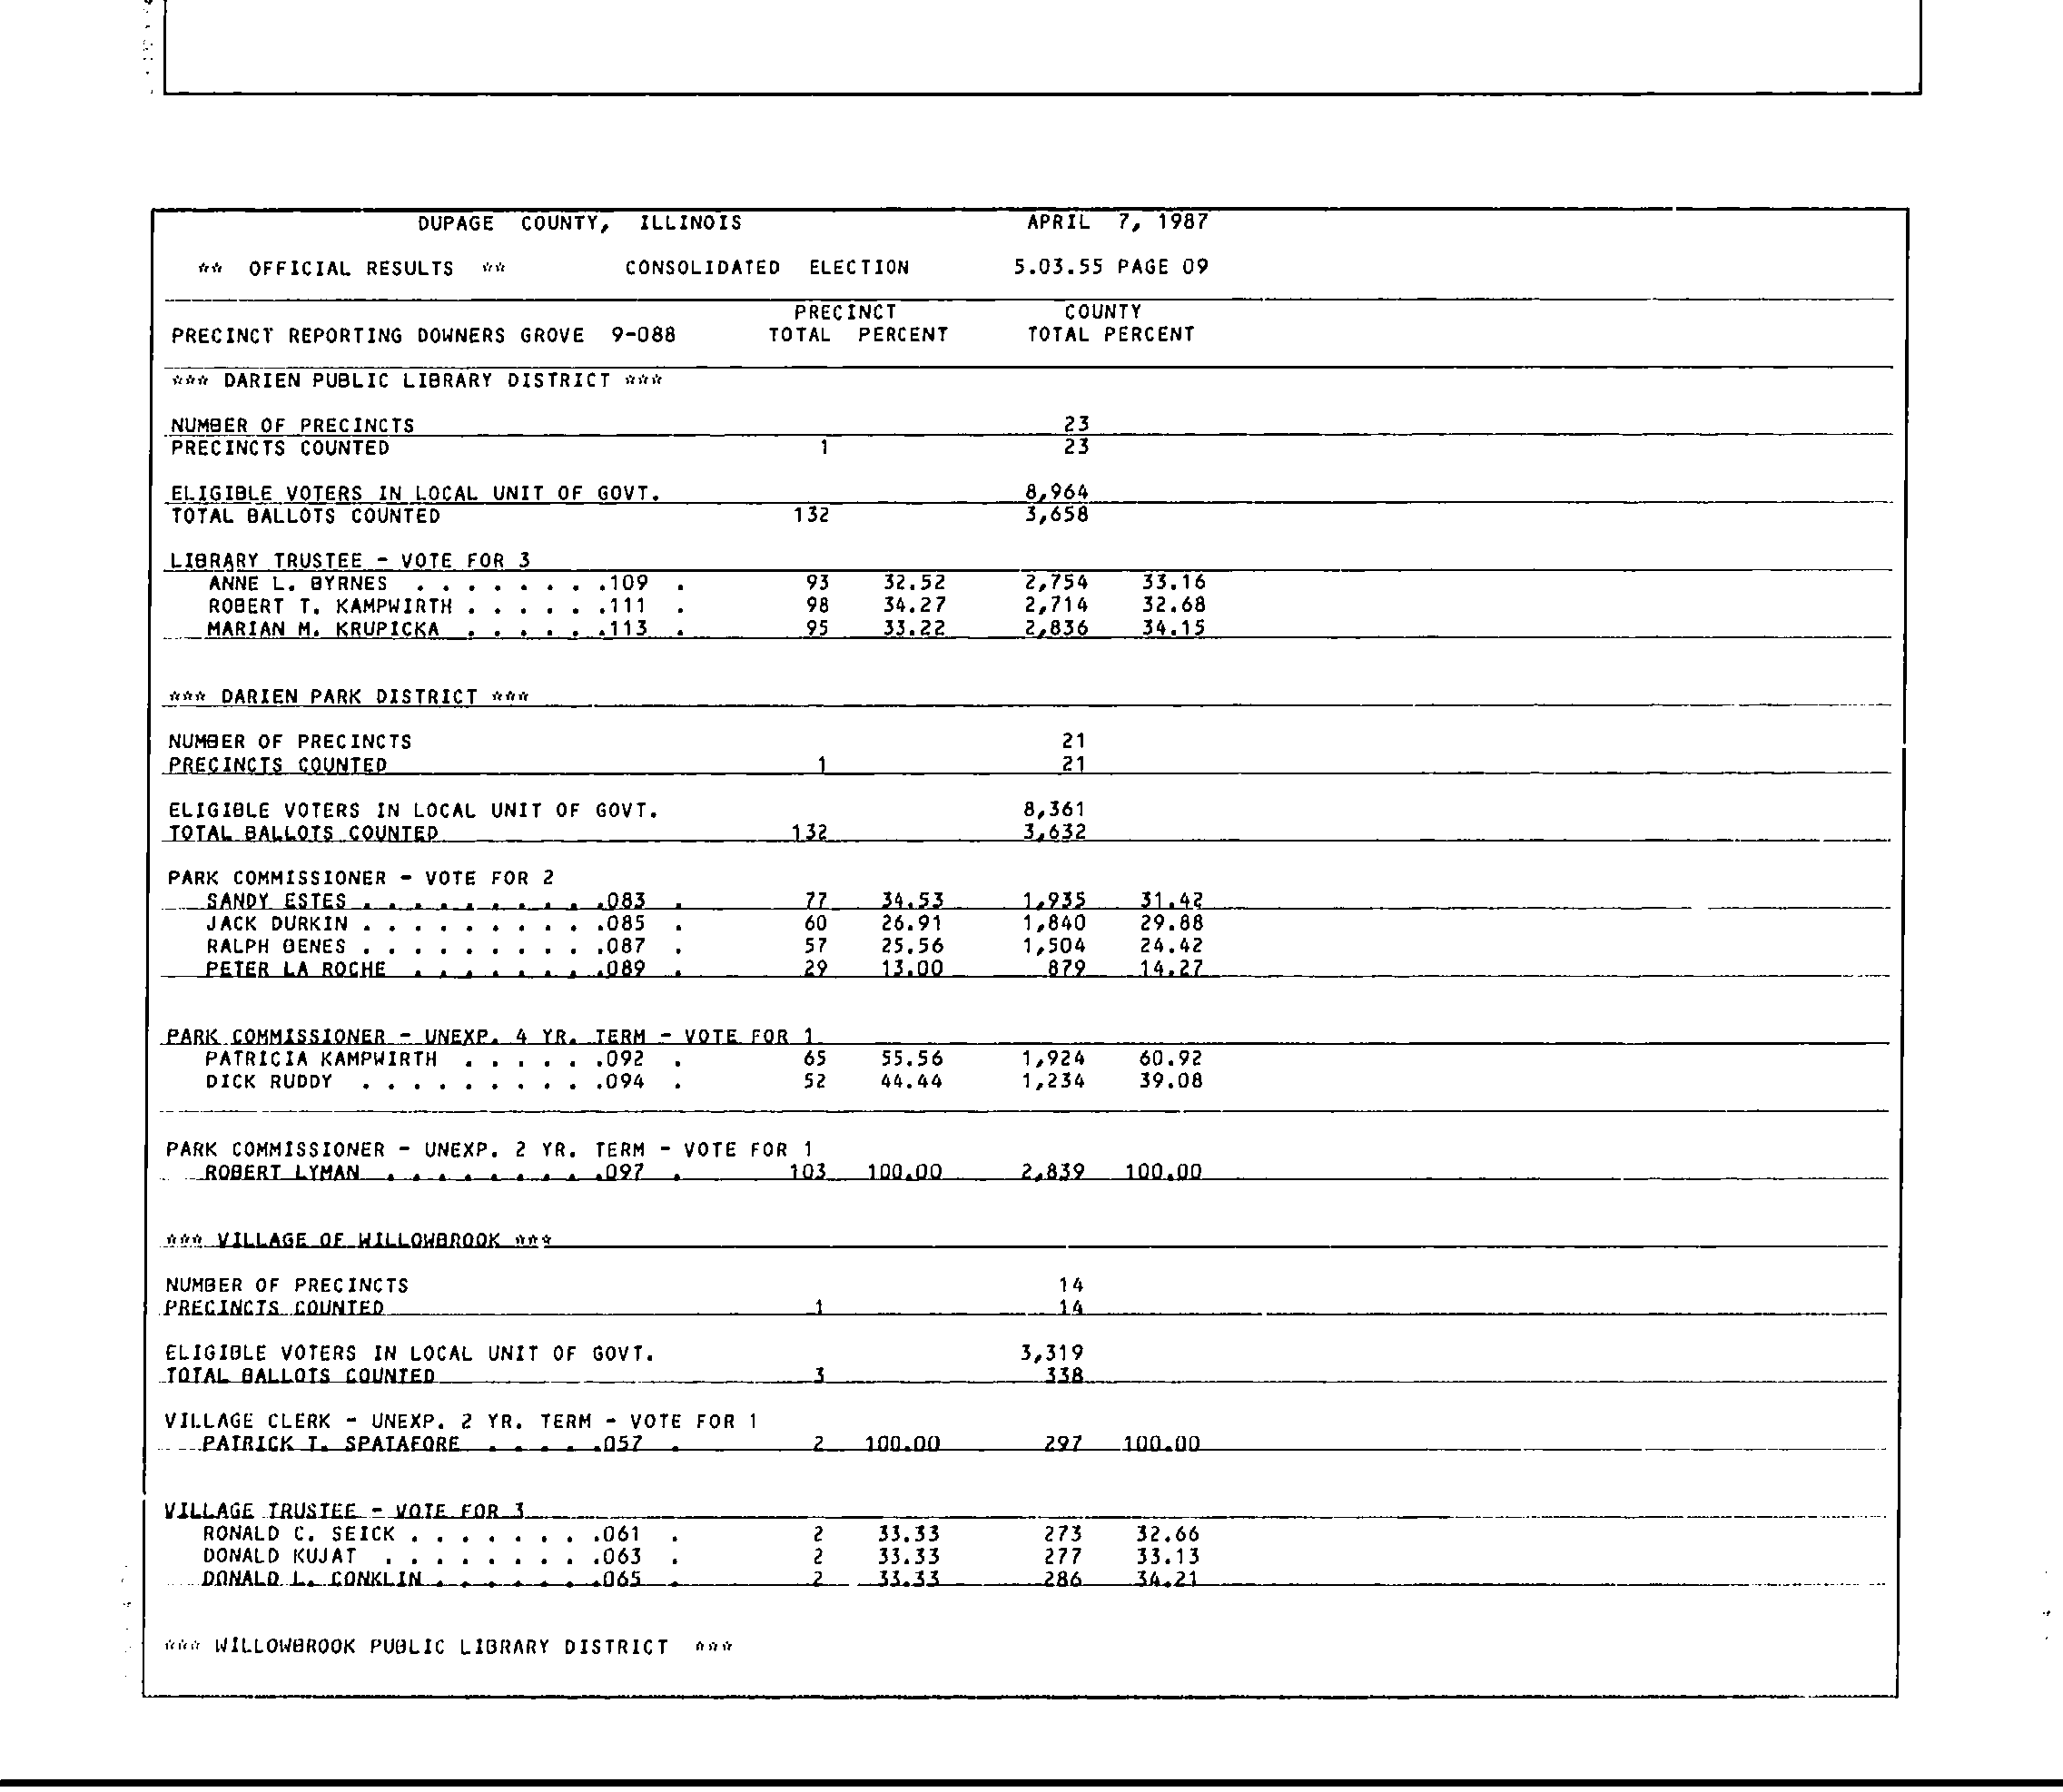 DUPAGE COUNTY, ILLINOIS APRIL 7, 1987
** OFFICIAL RESULTS ** CONSOLIDATED ELECTION 5.03.55 PAGE 09
PRECINCT COUNTY
PRECINCT REPORTING DOWNERS GROVE 9-088 TOTAL PERCENT TOTAL PERCENT
*** DARIEN PUBLIC LIBRARY DISTRICT ***
NUMBER OF PRECINCTS 23
PRECINCTS COUNTED 1 23
ELIGIBLE VOTERS IN LOCAL UNIT OF GOVT. 8,964
TOTAL BALLOTS COUNTED 132 3,658
LIBRARY TRUSTEE - VOTE FOR 3
ANNE L. BYRNES . . . . . . . .109 . 93 32.52 2,754 33.16
ROBERT T. KAMPWIRTH . . . . . .111 . 98 34.27 2,714 32.68
MARIAN M. KRUPICKA . . . . . .113 . 95 33.22 2,836 34.15
*** DARIEN PARK DISTRICT ***
NUMBER OF PRECINCTS 21
PRECINCTS COUNTED 1 21
ELIGIBLE VOTERS IN LOCAL UNIT OF GOVT. 8,361
TOTAL BALLOTS COUNTED 132 3,632
PARK COMMISSIONER - VOTE FOR 2
SANDY ESTES . . . . . . . . . .083 . 77 34.53 1,935 31.42
JACK DURKIN . . . . . . . . . .085 . 60 26.91 1,840 29.88
RALPH BENES . . . . . . . . . .087 . 57 25.56 1,504 24.42
PETER LA ROCHE . . . . . . . .089 . 29 13.00 879 14.27
PARK COMMISSIONER - UNEXP. 4 YR. TERM - VOTE FOR 1
PATRICIA KAMPWIRTH . . . . . .092 . 65 55.56 1,924 60.92
DICK RUDDY . . . . . . . . . .094 . 52 44.44 1,234 39.08
PARK COMMISSIONER - UNEXP. 2 YR. TERM - VOTE FOR 1
ROBERT LYMAN . . . . . . . . .097 . 103 100.00 2,839 100.00
*** VILLAGE OF WILLOWBROOK ***
NUMBER OF PRECINCTS 14
PRECINCTS COUNTED 1 14
ELIGIBLE VOTERS IN LOCAL UNIT OF GOVT. 3,319
TOTAL BALLOTS COUNTED 3 338
VILLAGE CLERK - UNEXP. 2 YR. TERM - VOTE FOR 1
PATRICK T. SPATAFORE . . . . .057 . 2 100.00 297 100.00
VILLAGE TRUSTEE - VOTE FOR 3
RONALD C. SEICK . . . . . . . .061 . 2 33.33 273 32.66
DONALD KUJAT . . . . . . . . .063 . 2 33.33 277 33.13
DONALD L. CONKLIN . . . . . . .065 . 2 33.33 286 34.21
*** WILLOWBROOK PUBLIC LIBRARY DISTRICT ***